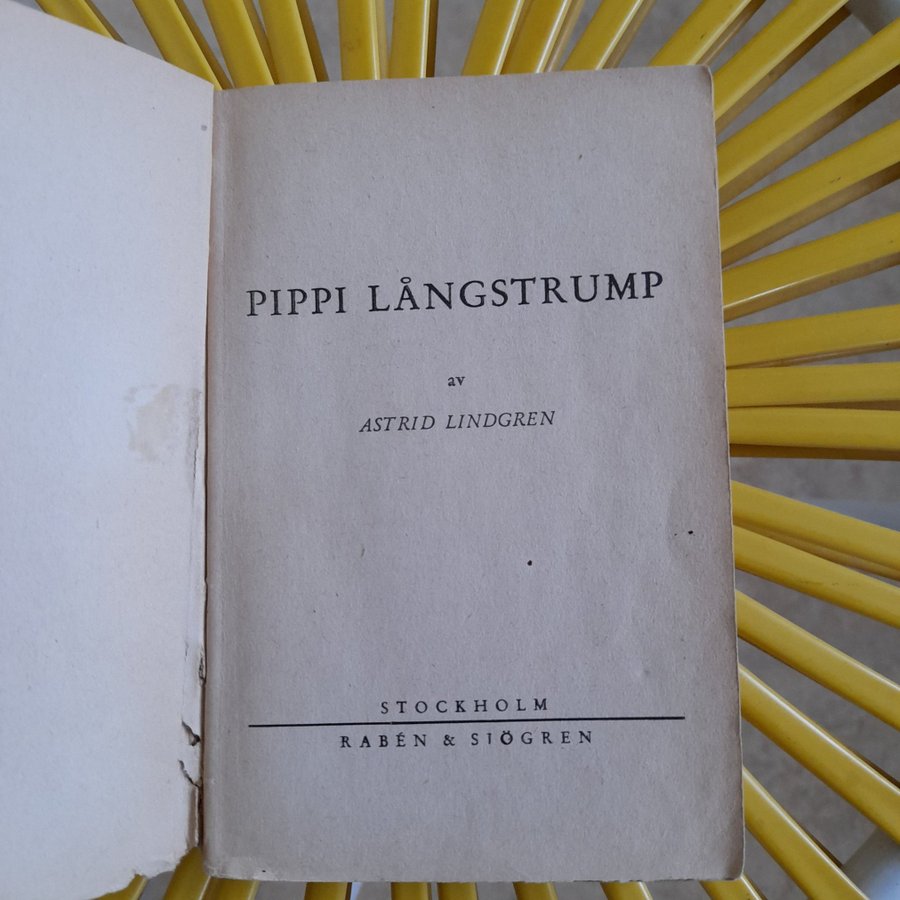 PIPPI LÅNGSTRUMP
av
ASTRID LINDGREN
STOCKHOLM
RABÉN & SJÖGREN